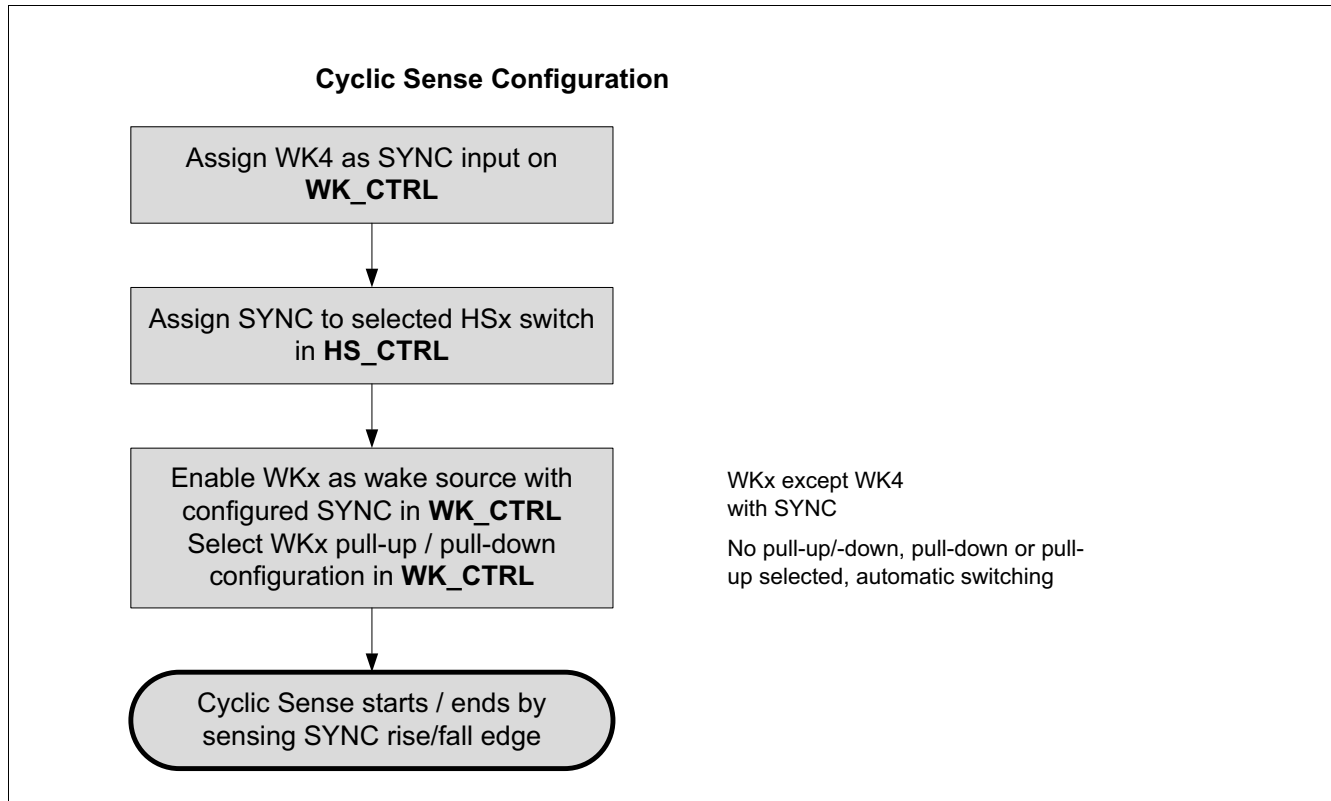 Cyclic Sense Configuration
Assign WK4 as SYNC input on
WK_CTRL
Assign SYNC to selected HSx switch
in HS_CTRL
Enable WKx as wake source with
configured SYNC in WK_CTRL
Select WKx pull-up / pull-down
configuration in WK_CTRL
WKx except WK4
with SYNC
No pull-up/-down, pull-down or pull-
up selected, automatic switching
Cyclic Sense starts / ends by
sensing SYNC rise/fall edge